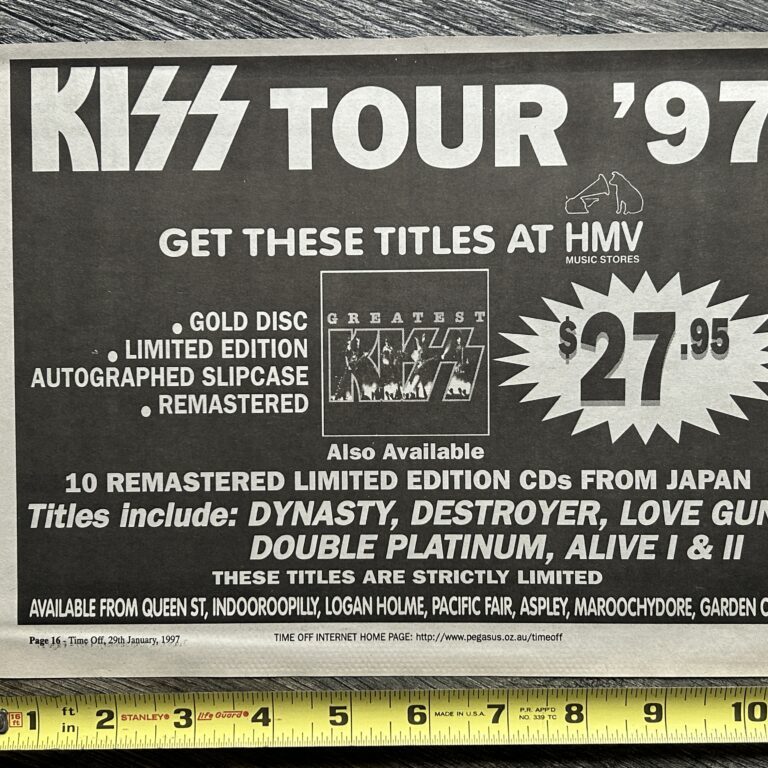 KISS TOUR '97
GET THESE TITLES AT HMV
MUSIC STORES
. GOLD DISC
. LIMITED EDITION
AUTOGRAPHED SLIPCASE
. REMASTERED
GREATEST
KISS
$27.95
Also Available
10 REMASTERED LIMITED EDITION CDs FROM JAPAN
Titles include: DYNASTY, DESTROYER, LOVE GUN
DOUBLE PLATINUM, ALIVE I & II
THESE TITLES ARE STRICTLY LIMITED
AVAILABLE FROM QUEEN ST, INDOOROOPILLY, LOGAN HOLME, PACIFIC FAIR, ASPLEY, MAROOCHYDORE, GARDEN C
Page 16 - Time Off, 29th January, 1997
TIME OFF INTERNET HOME PAGE: http://www.pegasus.oz.au/timeoff
16 ft 1 ft in 2 STANLEY® 3 Life Guard® 4 5 6 MADE IN U.S.A. 7 P.R. APP'D NO. 339 TC 8 9 10